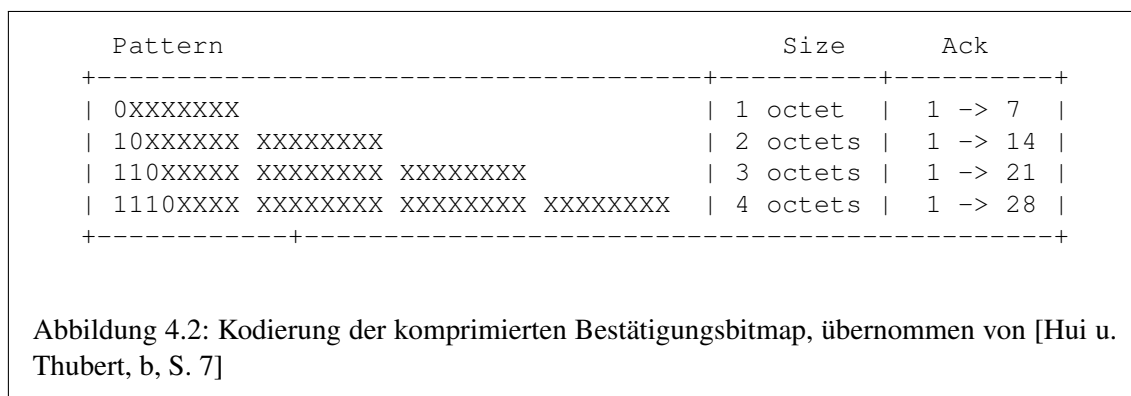 Pattern Size Ack
+--------------------------------------+----------+----------+
| 0XXXXXXX | 1 octet | 1 -> 7 |
| 10XXXXXX XXXXXXXX | 2 octets | 1 -> 14 |
| 110XXXXX XXXXXXXX XXXXXXXX | 3 octets | 1 -> 21 |
| 1110XXXX XXXXXXXX XXXXXXXX XXXXXXXX | 4 octets | 1 -> 28 |
+------------+-----------------------------------------------+
Abbildung 4.2: Kodierung der komprimierten Bestätigungsbitmap, übernommen von [Hui u.
Thubert, b, S. 7]